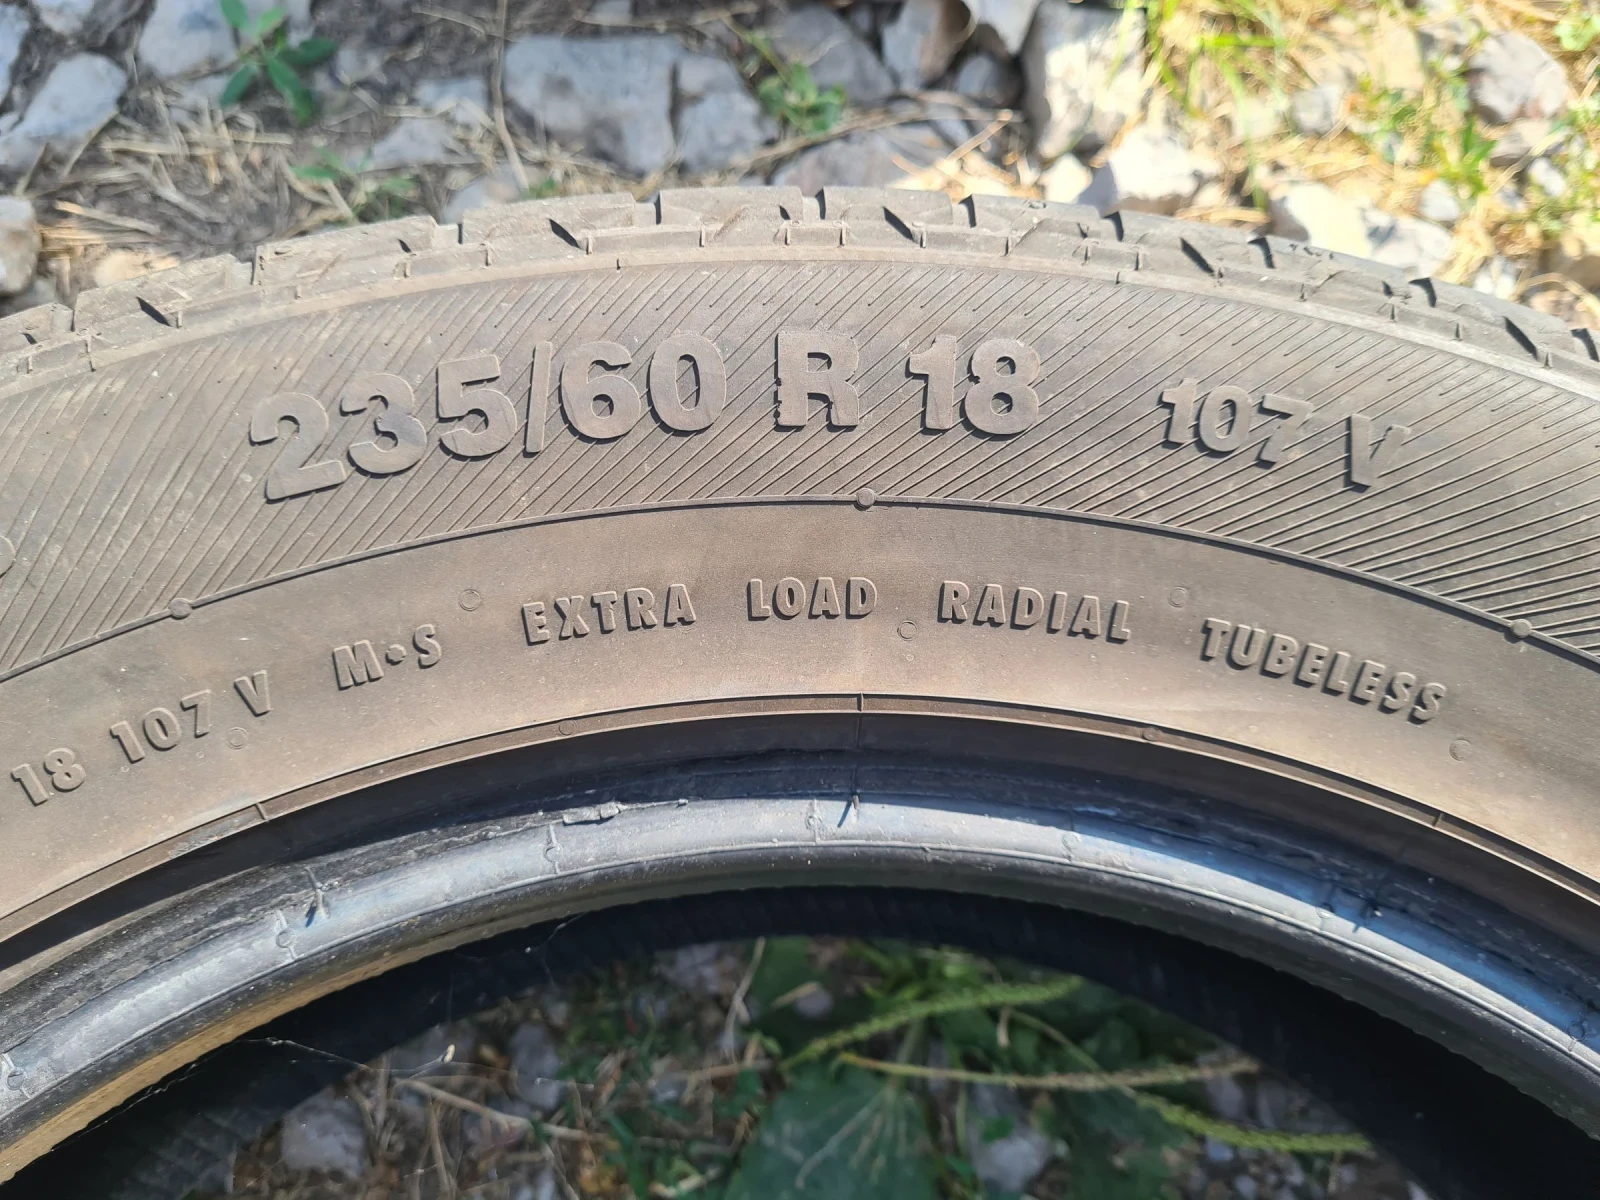 235/60 R 18 107 V
18 107 V M•S EXTRA LOAD RADIAL TUBELESS